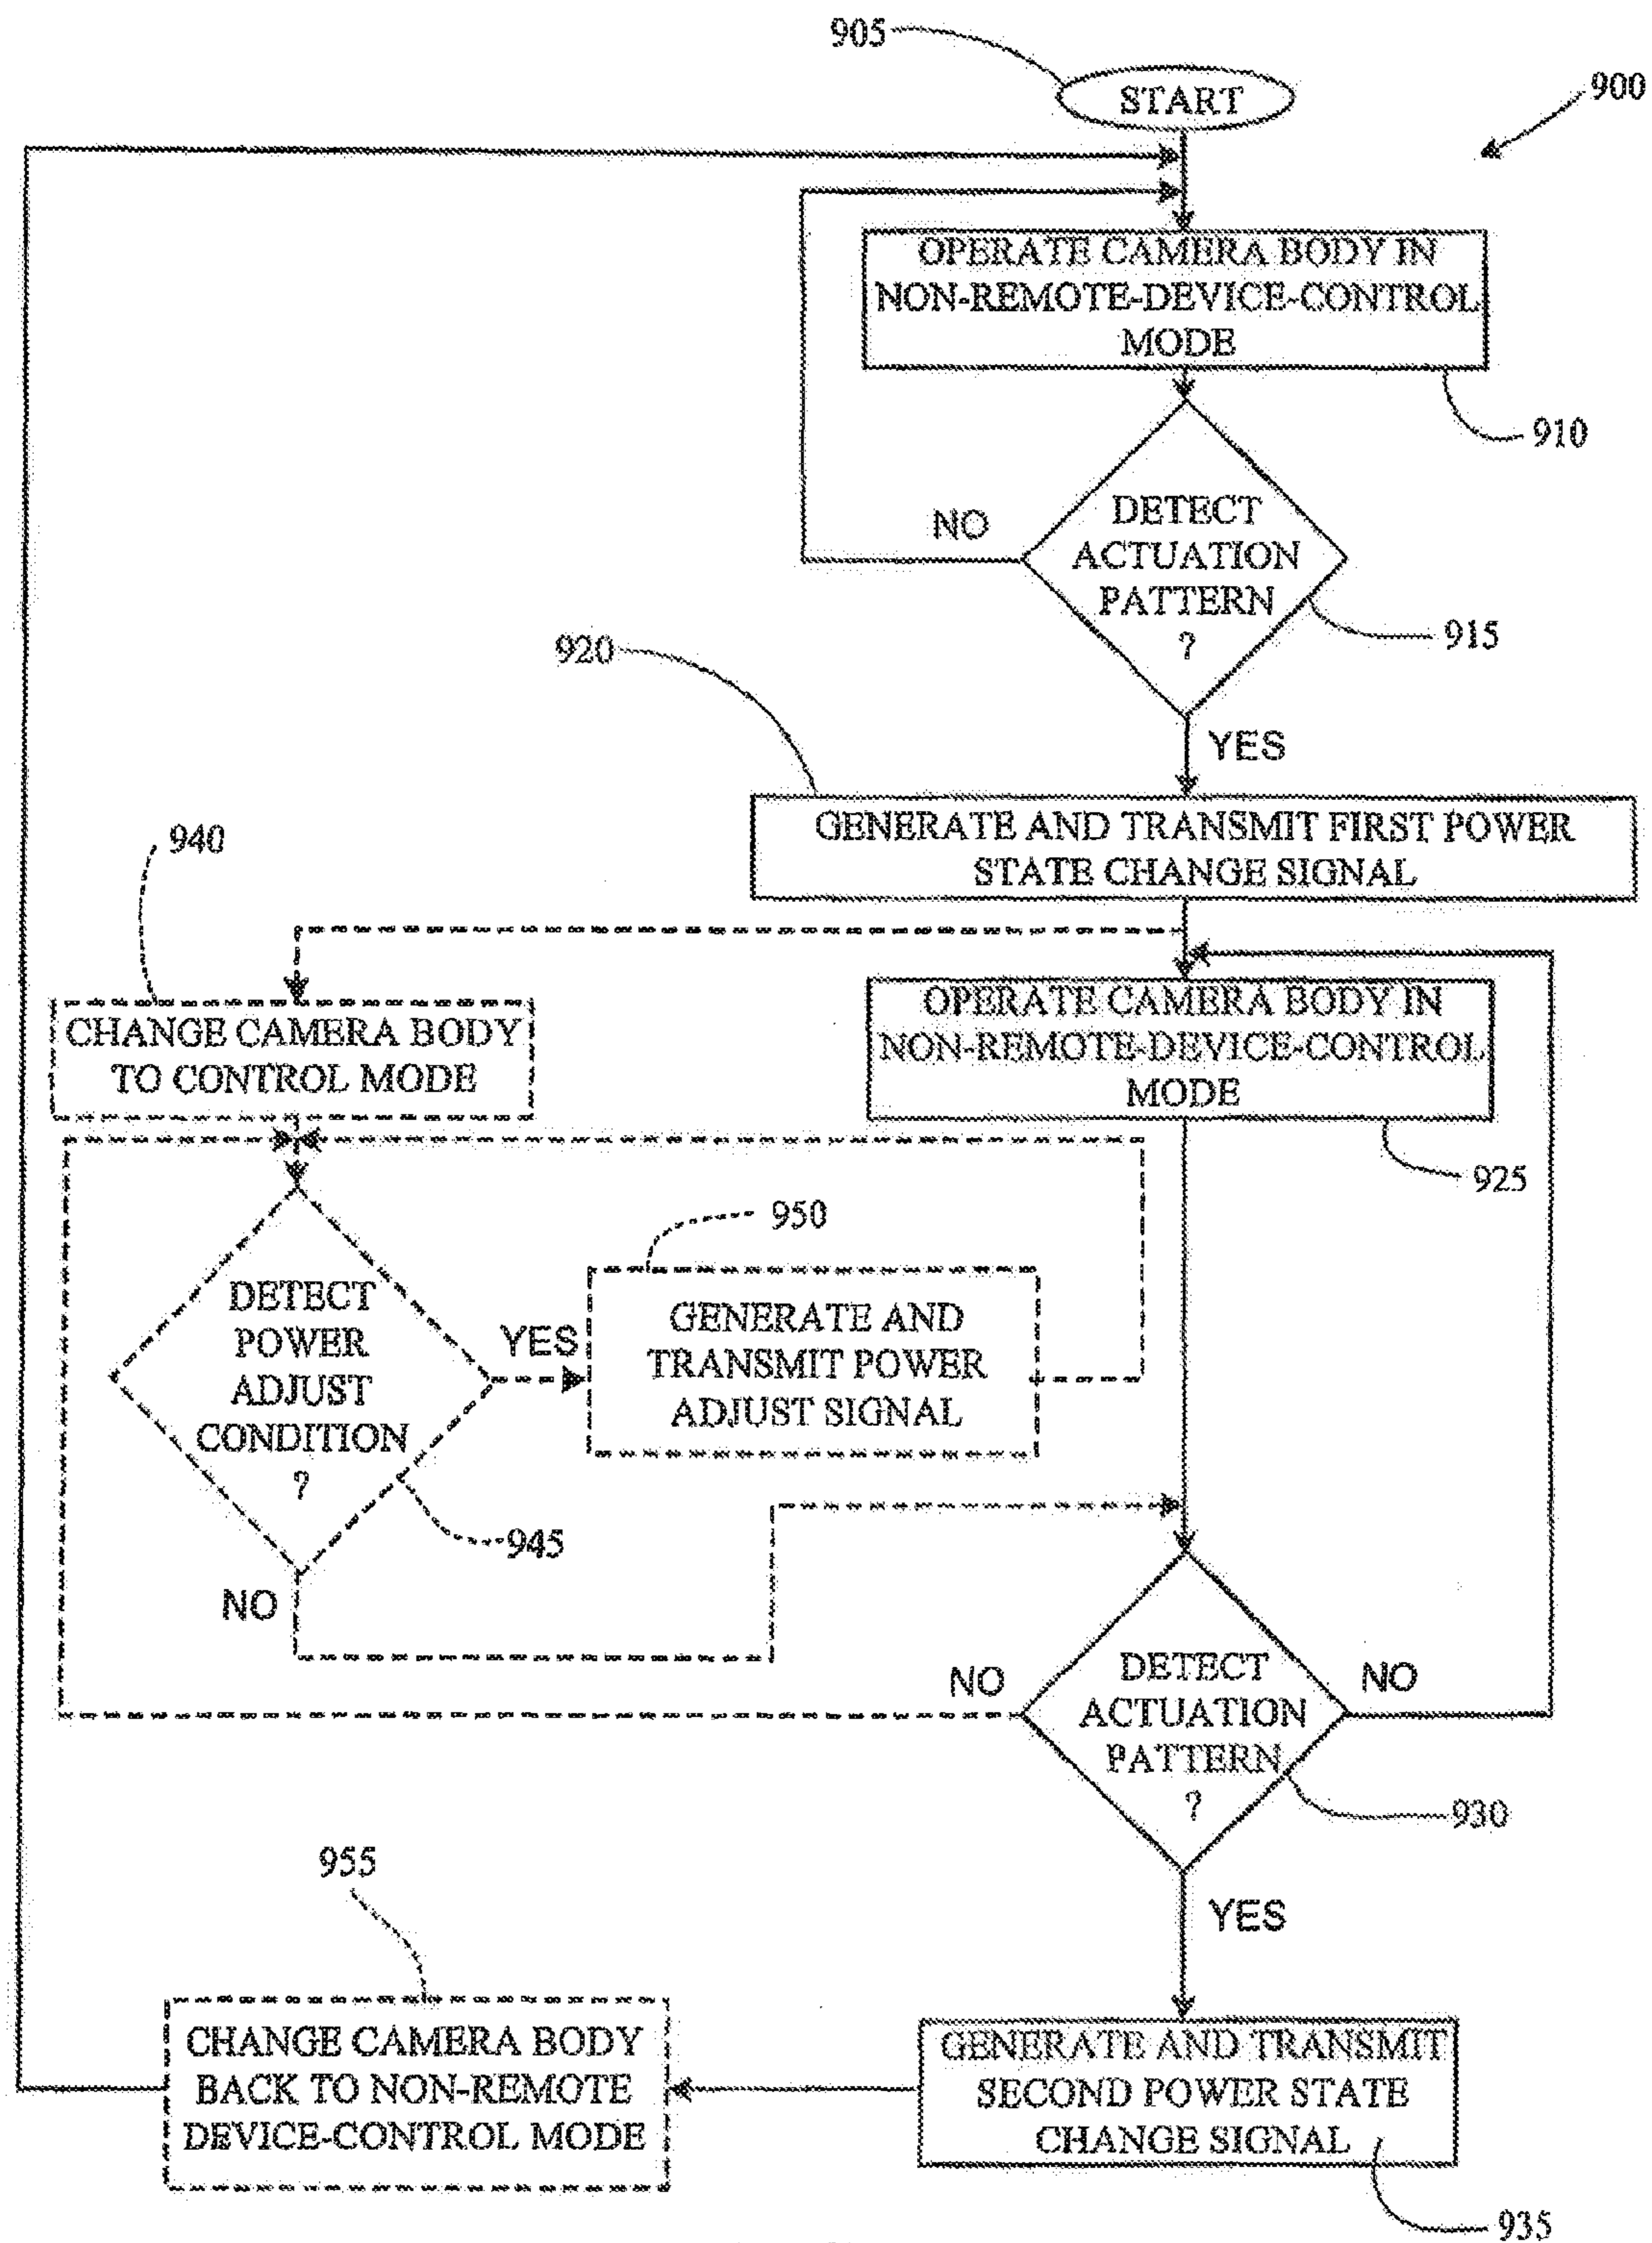 905
START
900
OPERATE CAMERA BODY IN
NON-REMOTE-DEVICE-CONTROL
MODE
910
NO
DETECT
ACTUATION
PATTERN
?
915
920
YES
GENERATE AND TRANSMIT FIRST POWER
STATE CHANGE SIGNAL
940
CHANGE CAMERA BODY
TO CONTROL MODE
OPERATE CAMERA BODY IN
NON-REMOTE-DEVICE-CONTROL
MODE
925
950
DETECT
POWER
ADJUST
CONDITION
?
YES
GENERATE AND
TRANSMIT POWER
ADJUST SIGNAL
945
NO
NO
DETECT
ACTUATION
PATTERN
?
NO
930
YES
955
CHANGE CAMERA BODY
BACK TO NON-REMOTE
DEVICE-CONTROL MODE
GENERATE AND TRANSMIT
SECOND POWER STATE
CHANGE SIGNAL
935